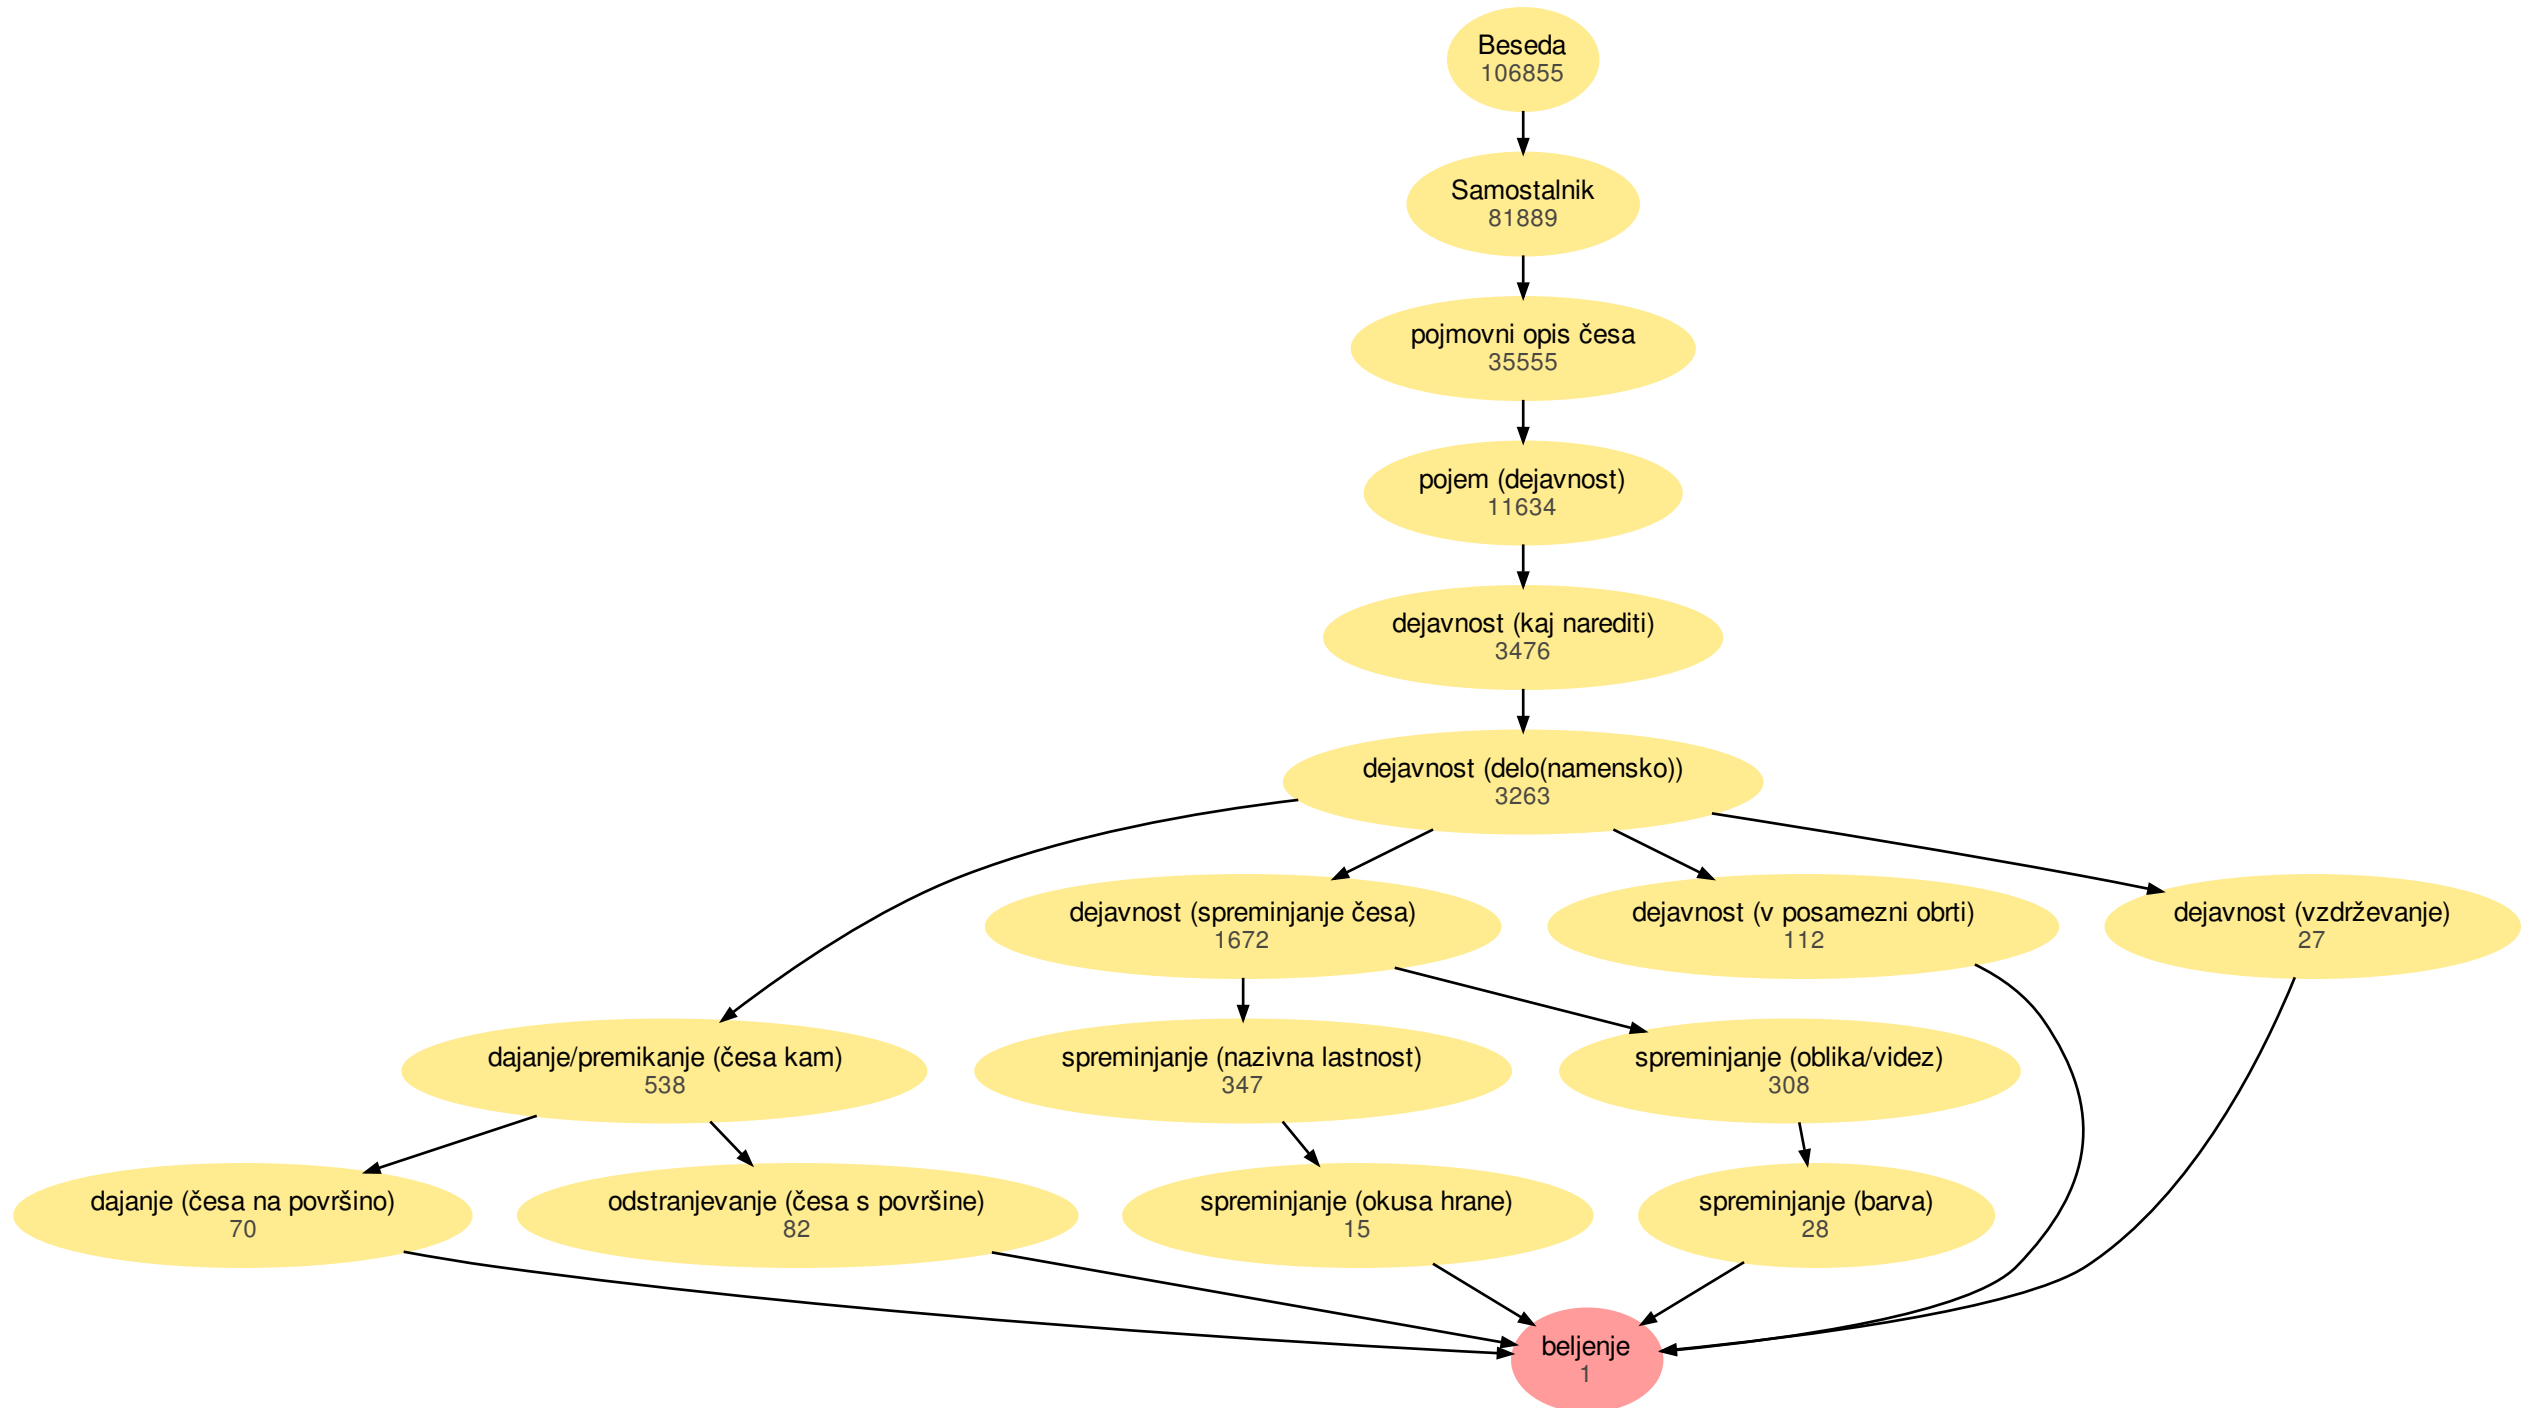 Beseda
106855
Samostalnik
81889
pojmovni opis česa
35555
pojem (dejavnost)
11634
dejavnost (kaj narediti)
3476
dejavnost (delo(namensko))
3263
dejavnost (spreminjanje česa)
1672
dejavnost (v posamezni obrti)
112
dejavnost (vzdrževanje)
27
dajanje/premikanje (česa kam)
538
spreminjanje (nazivna lastnost)
347
spreminjanje (oblika/videz)
308
dajanje (česa na površino)
70
odstranjevanje (česa s površine)
82
spreminjanje (okusa hrane)
15
spreminjanje (barva)
28
beljenje
1